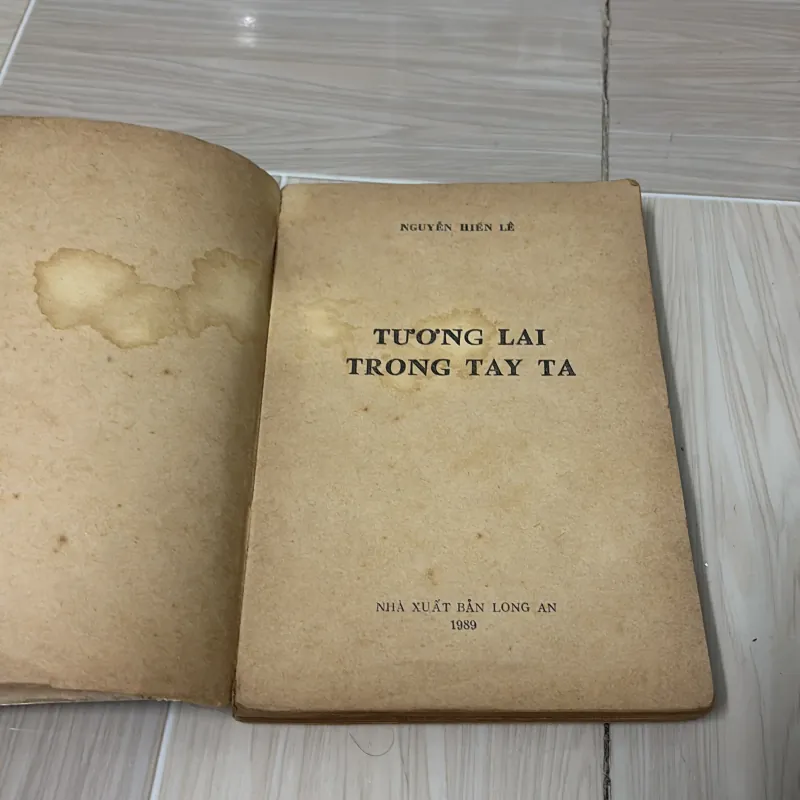 NGUYỄN HIẾN LÊ
TƯƠNG LAI
TRONG TAY TA
NHÀ XUẤT BẢN LONG AN
1989